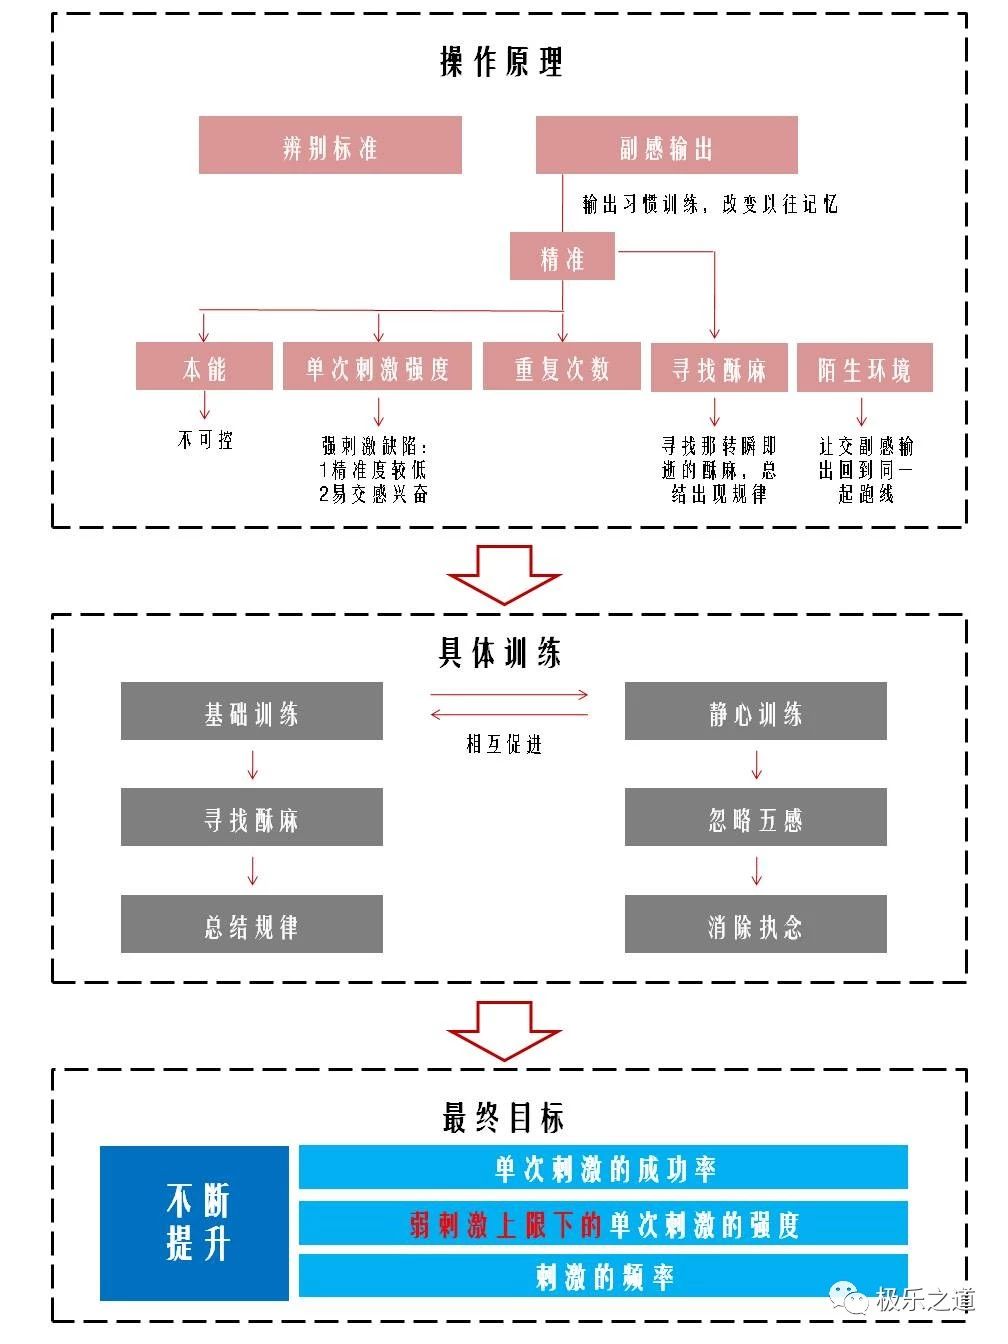 操作原理
辨别标准
副感输出
输出习惯训练，改变以往记忆
精准
本能
单次刺激强度
重复次数
寻找酥麻
陌生环境
不可控
强刺激缺陷：
1精准度较低
2易交感兴奋
寻找那转瞬即
逝的酥麻，总
结出现规律
让交副感输
出回到同一
起跑线
具体训练
基础训练
静心训练
相互促进
寻找酥麻
忽略五感
总结规律
消除执念
最终目标
不断
提升
单次刺激的成功率
弱刺激上限下的单次刺激的强度
刺激的频率
极乐之道